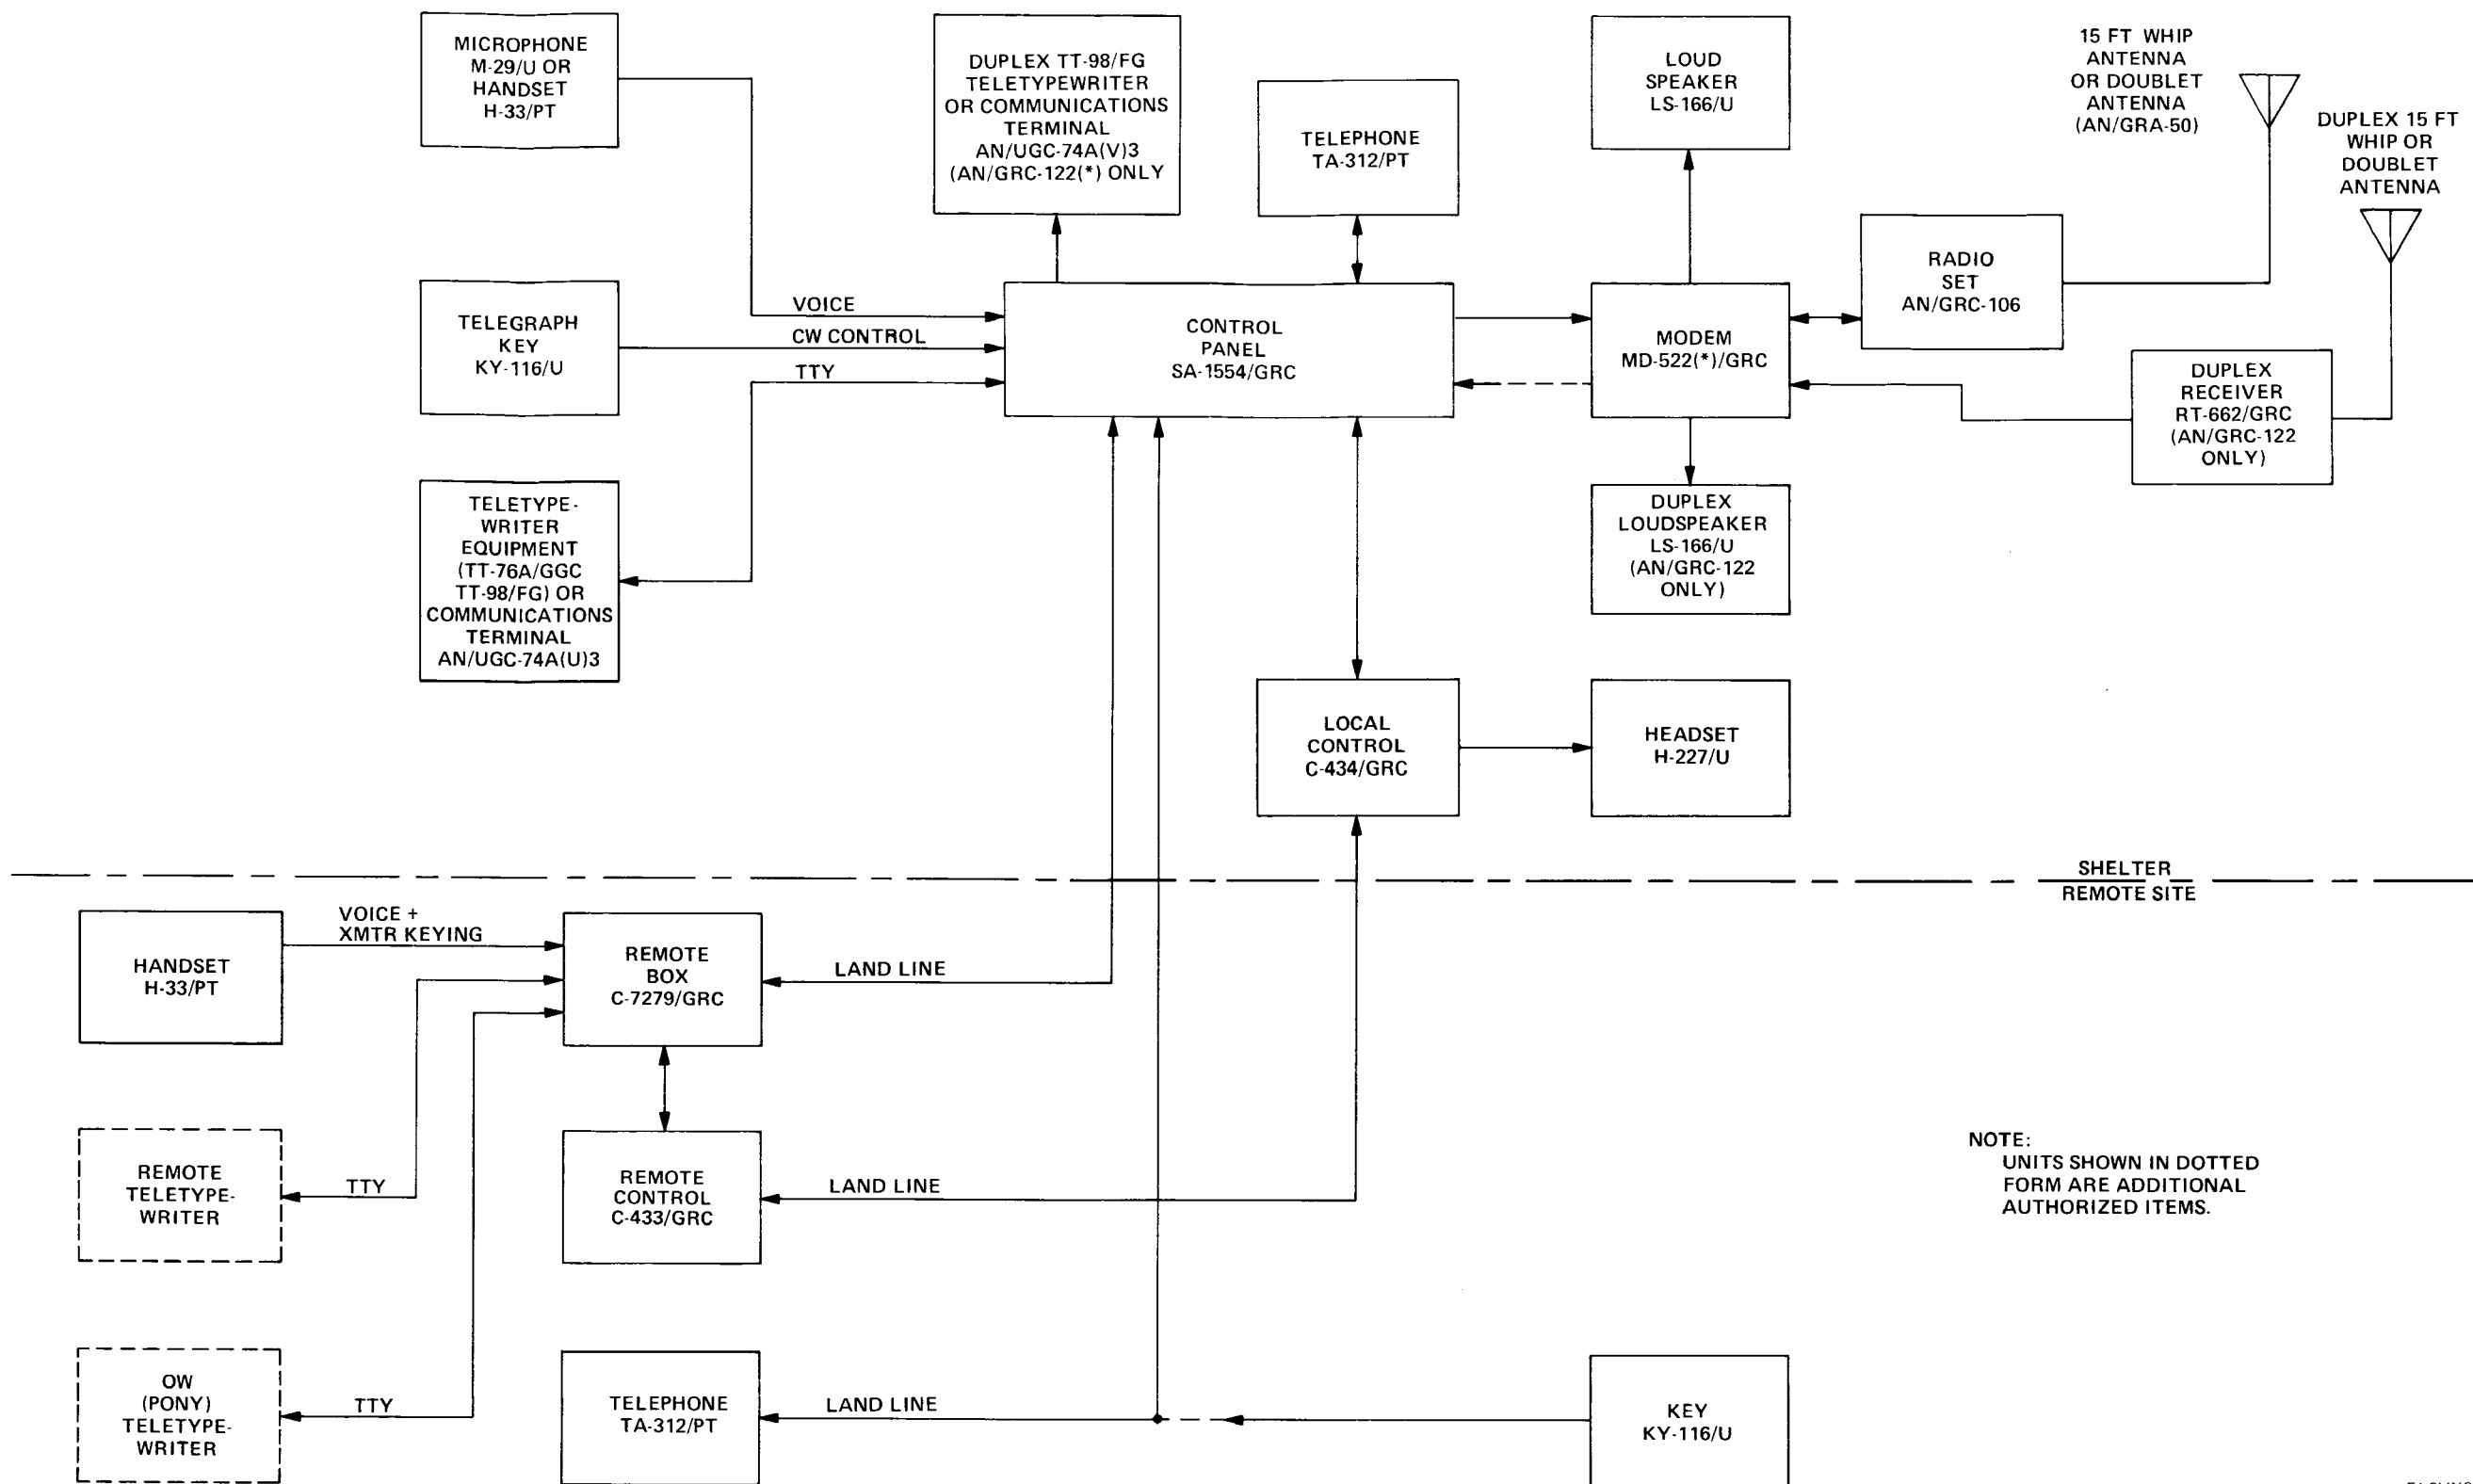 MICROPHONE
M-29/U OR
HANDSET
H-33/PT
DUPLEX TT-98/FG
TELETYPEWRITER
OR COMMUNICATIONS
TERMINAL
AN/UGC-74A(V)3
(AN/GRC-122(*) ONLY
TELEPHONE
TA-312/PT
LOUD
SPEAKER
LS-166/U
15 FT WHIP
ANTENNA
OR DOUBLET
ANTENNA
(AN/GRA-50)
DUPLEX 15 FT
WHIP OR
DOUBLET
ANTENNA
TELEGRAPH
KEY
KY-116/U
VOICE
CW CONTROL
TTY
CONTROL
PANEL
SA-1554/GRC
MODEM
MD-522(*)/GRC
RADIO
SET
AN/GRC-106
DUPLEX
RECEIVER
RT-662/GRC
(AN/GRC-122
ONLY)
TELETYPE-
WRITER
EQUIPMENT
(TT-76A/GGC
TT-98/FG) OR
COMMUNICATIONS
TERMINAL
AN/UGC-74A(U)3
DUPLEX
LOUDSPEAKER
LS-166/U
(AN/GRC-122
ONLY)
LOCAL
CONTROL
C-434/GRC
HEADSET
H-227/U
SHELTER
REMOTE SITE
HANDSET
H-33/PT
VOICE +
XMTR KEYING
REMOTE
BOX
C-7279/GRC
LAND LINE
REMOTE
TELETYPE-
WRITER
TTY
REMOTE
CONTROL
C-433/GRC
LAND LINE
NOTE:
UNITS SHOWN IN DOTTED
FORM ARE ADDITIONAL
AUTHORIZED ITEMS.
OW
(PONY)
TELETYPE-
WRITER
TTY
TELEPHONE
TA-312/PT
LAND LINE
KEY
KY-116/U